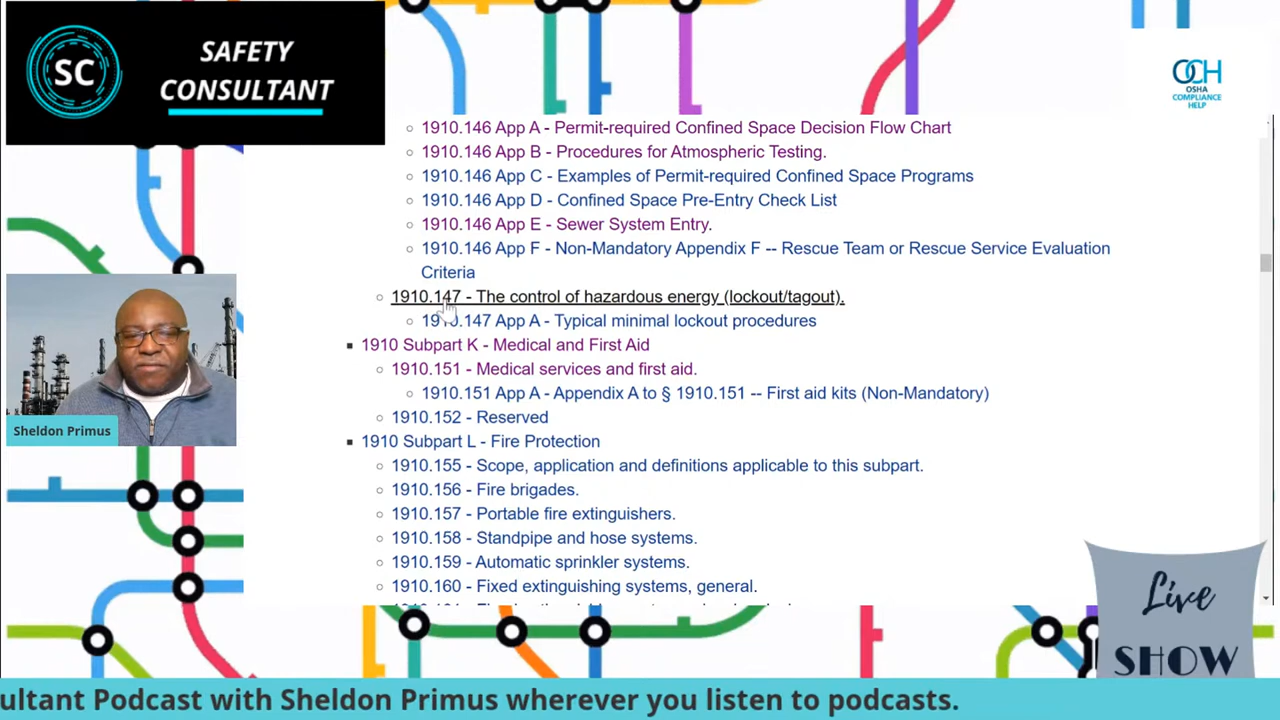 SC
SAFETY
CONSULTANT
OCH
OSHA
COMPLIANCE
HELP
1910.146 App A - Permit-required Confined Space Decision Flow Chart
1910.146 App B - Procedures for Atmospheric Testing.
1910.146 App C - Examples of Permit-required Confined Space Programs
1910.146 App D - Confined Space Pre-Entry Check List
1910.146 App E - Sewer System Entry.
1910.146 App F - Non-Mandatory Appendix F -- Rescue Team or Rescue Service Evaluation
Criteria
1910.147 - The control of hazardous energy (lockout/tagout).
1910.147 App A - Typical minimal lockout procedures
1910 Subpart K - Medical and First Aid
1910.151 - Medical services and first aid.
1910.151 App A - Appendix A to § 1910.151 -- First aid kits (Non-Mandatory)
1910.152 - Reserved
1910 Subpart L - Fire Protection
1910.155 - Scope, application and definitions applicable to this subpart.
1910.156 - Fire brigades.
1910.157 - Portable fire extinguishers.
1910.158 - Standpipe and hose systems.
1910.159 - Automatic sprinkler systems.
1910.160 - Fixed extinguishing systems, general.
Sheldon Primus
Live
SHOW
ultant Podcast with Sheldon Primus wherever you listen to podcasts.